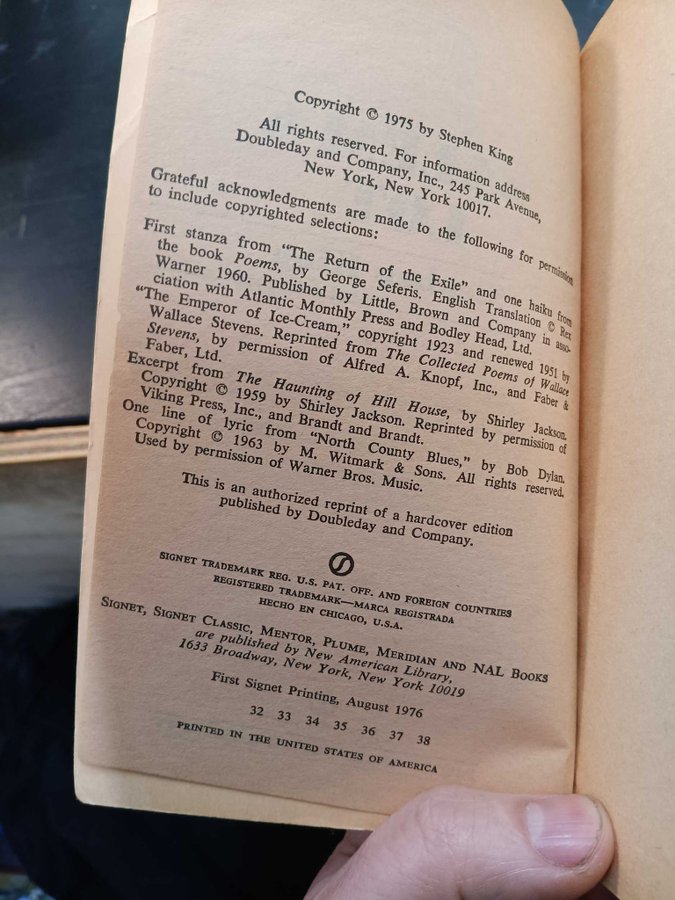 Copyright © 1975 by Stephen King
All rights reserved. For information address
Doubleday and Company, Inc., 245 Park Avenue,
New York, New York 10017.
Grateful acknowledgments are made to the following for permission
to include copyrighted selections:
First stanza from "The Return of the Exile" and one haiku from
the book Poems, by George Seferis. English Translation © Rex
Warner 1960. Published by Little, Brown and Company in asso-
ciation with Atlantic Monthly Press and Bodley Head, Ltd.
"The Emperor of Ice-Cream," copyright 1923 and renewed 1951 by
Wallace Stevens. Reprinted from The Collected Poems of Wallace
Stevens, by permission of Alfred A. Knopf, Inc., and Faber &
Faber, Ltd.
Excerpt from The Haunting of Hill House, by Shirley Jackson.
Copyright © 1959 by Shirley Jackson. Reprinted by permission of
Viking Press, Inc., and Brandt and Brandt.
One line of lyric from "North County Blues," by Bob Dylan.
Copyright © 1963 by M. Witmark & Sons. All rights reserved.
Used by permission of Warner Bros. Music.
This is an authorized reprint of a hardcover edition
published by Doubleday and Company.
SIGNET TRADEMARK REG. U.S. PAT. OFF. AND FOREIGN COUNTRIES
REGISTERED TRADEMARK—MARCA REGISTRADA
HECHO EN CHICAGO, U.S.A.
SIGNET, SIGNET CLASSIC, MENTOR, PLUME, MERIDIAN AND NAL BOOKS
are published by New American Library,
1633 Broadway, New York, New York 10019
First Signet Printing, August 1976
32 33 34 35 36 37 38
PRINTED IN THE UNITED STATES OF AMERICA